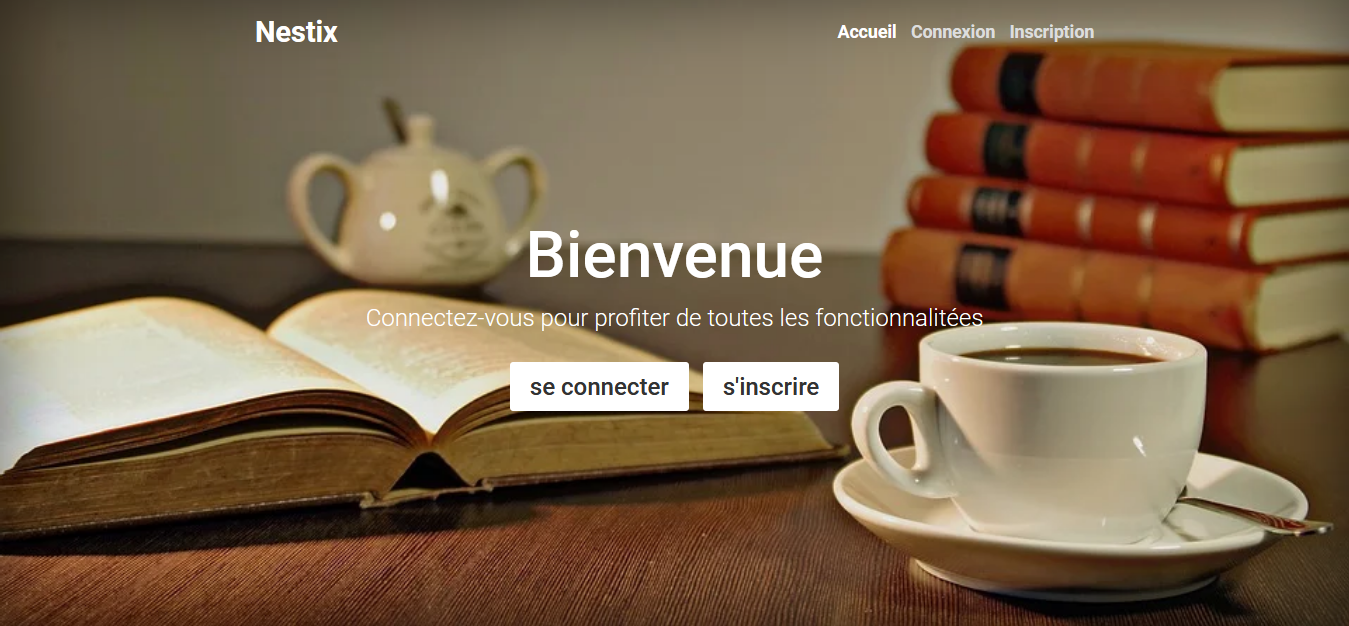 Nestix
Accueil Connexion Inscription
Bienvenue
Connectez-vous pour profiter de toutes les fonctionnalités
se connecter s'inscrire